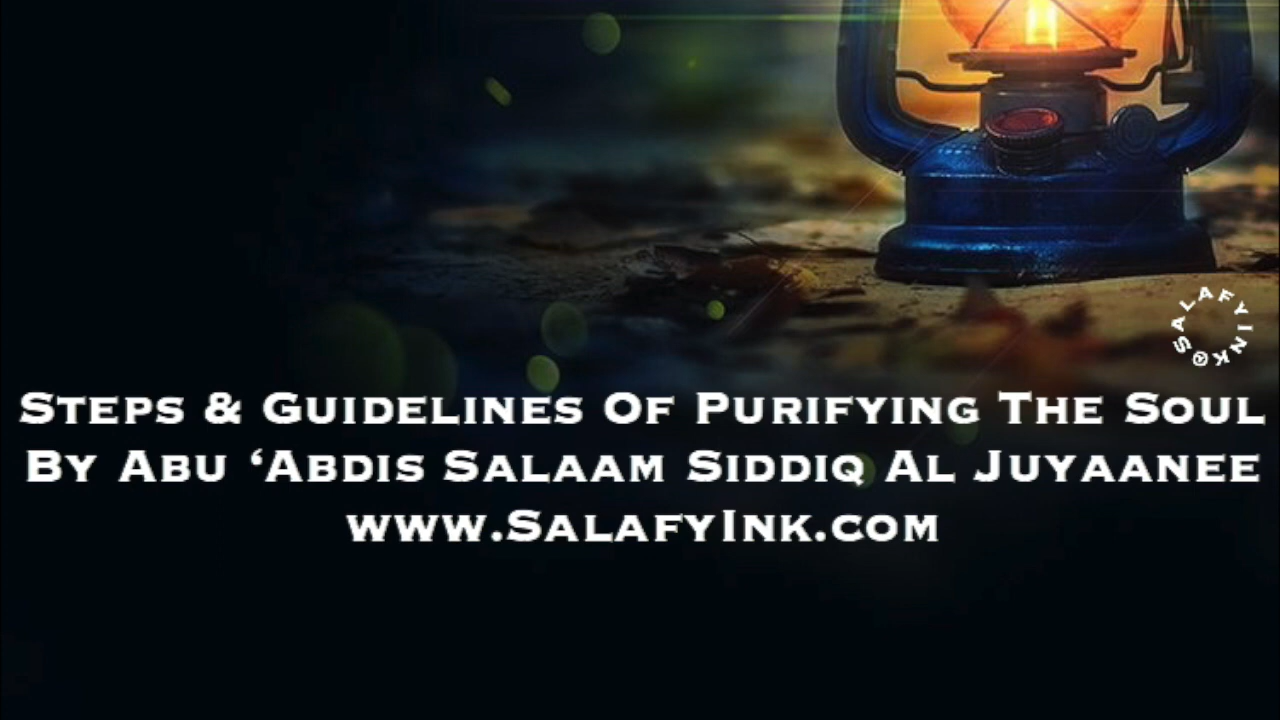 SALAFYINK@
STEPS & GUIDELINES OF PURIFYING THE SOUL
BY ABU ‘ABDIS SALAAM SIDDIQ AL JUYAANEE
WWW.SALAFYINK.COM